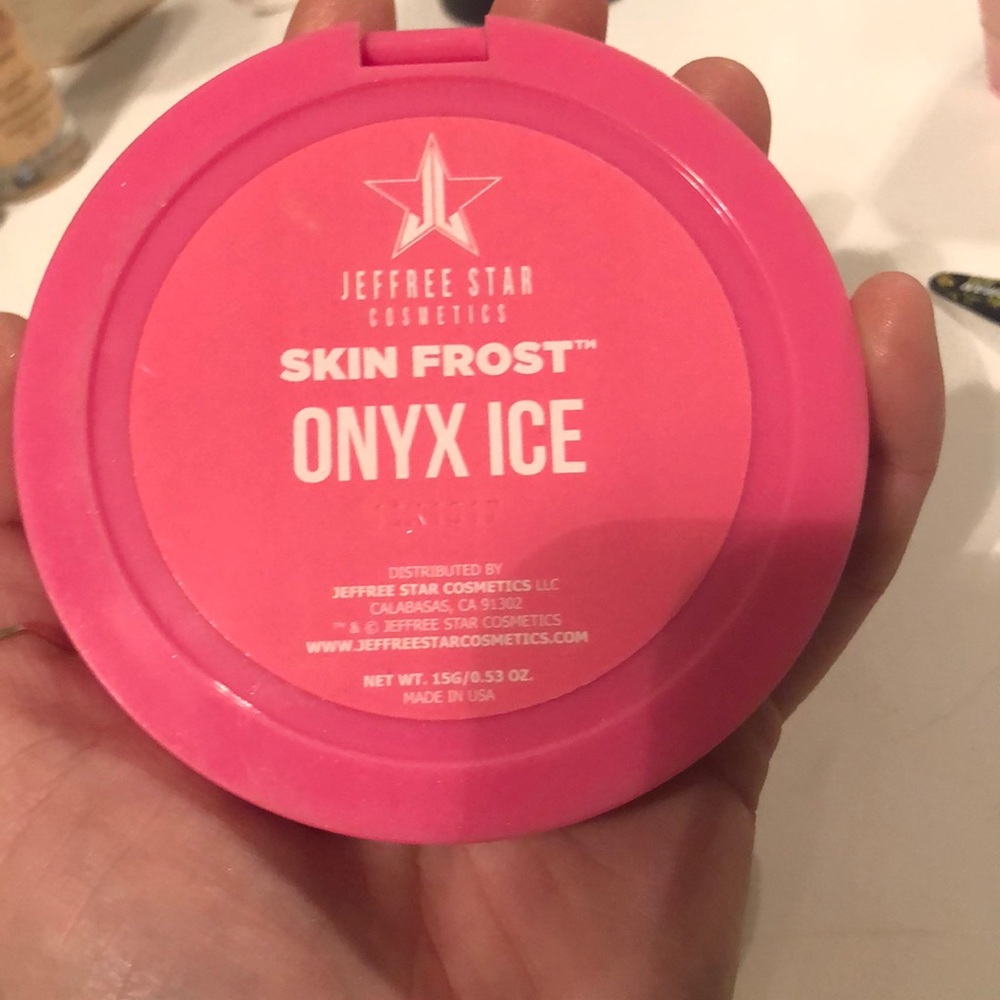 JEFFREE STAR
COSMETICS
SKIN FROST™
ONYX ICE
DISTRIBUTED BY
JEFFREE STAR COSMETICS LLC
CALABASAS, CA 91302
™ & © JEFFREE STAR COSMETICS
WWW.JEFFREESTARCOSMETICS.COM
NET WT. 15G/0.53 OZ.
MADE IN USA